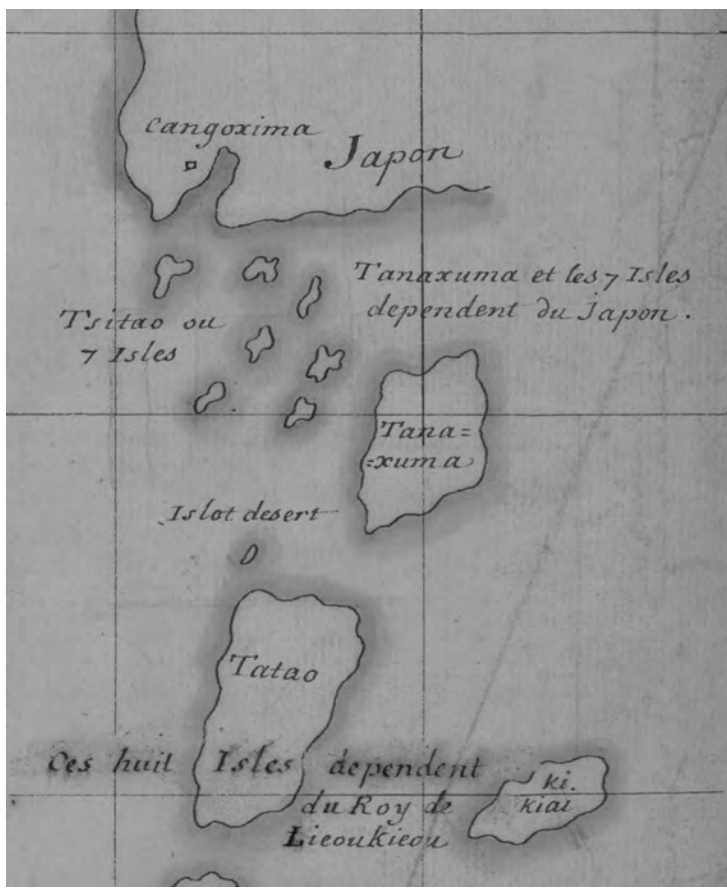 Cangoxima
Japon
Tanaxuma et les 7 Isles
dependent du Japon.
Tsitao ou
7 Isles
Tana=
=xuma
Islot desert
Tatao
Ces huit Isles dependent
du Roy de
Lieoukieou
Ki.
Kiai